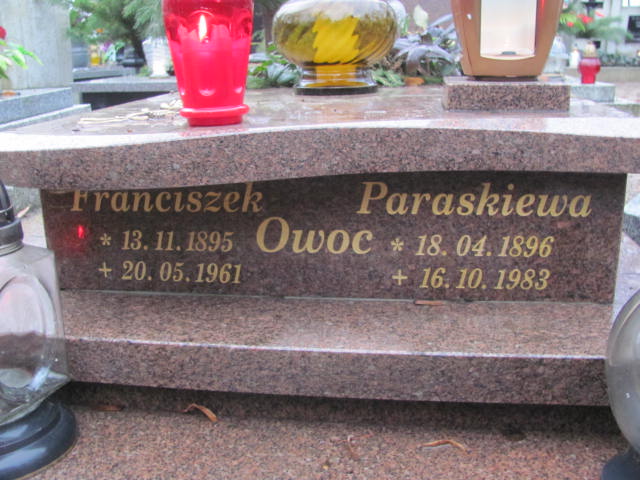 Franciszek Paraskiewa
* 13.11.1895 Owoc * 18.04.1896
+ 20.05.1961 + 16.10.1983